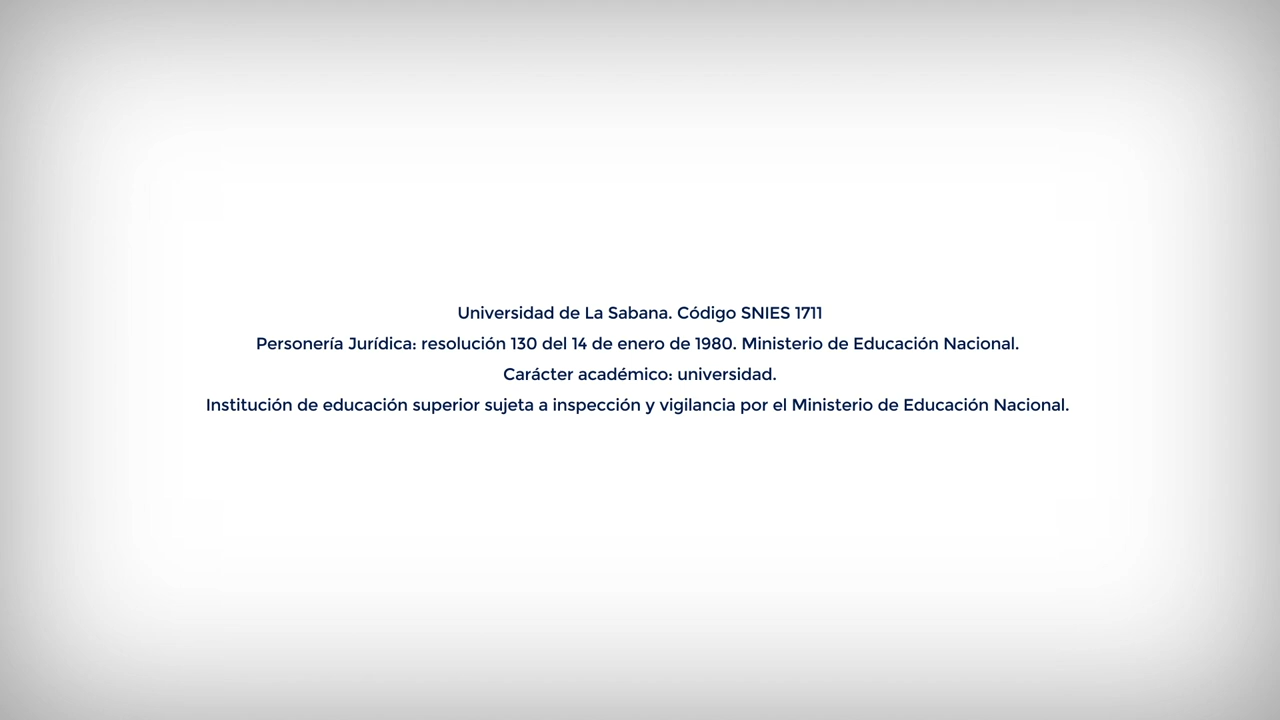 Universidad de La Sabana. Código SNIES 1711
Personería Jurídica: resolución 130 del 14 de enero de 1980. Ministerio de Educación Nacional.
Carácter académico: universidad.
Institución de educación superior sujeta a inspección y vigilancia por el Ministerio de Educación Nacional.